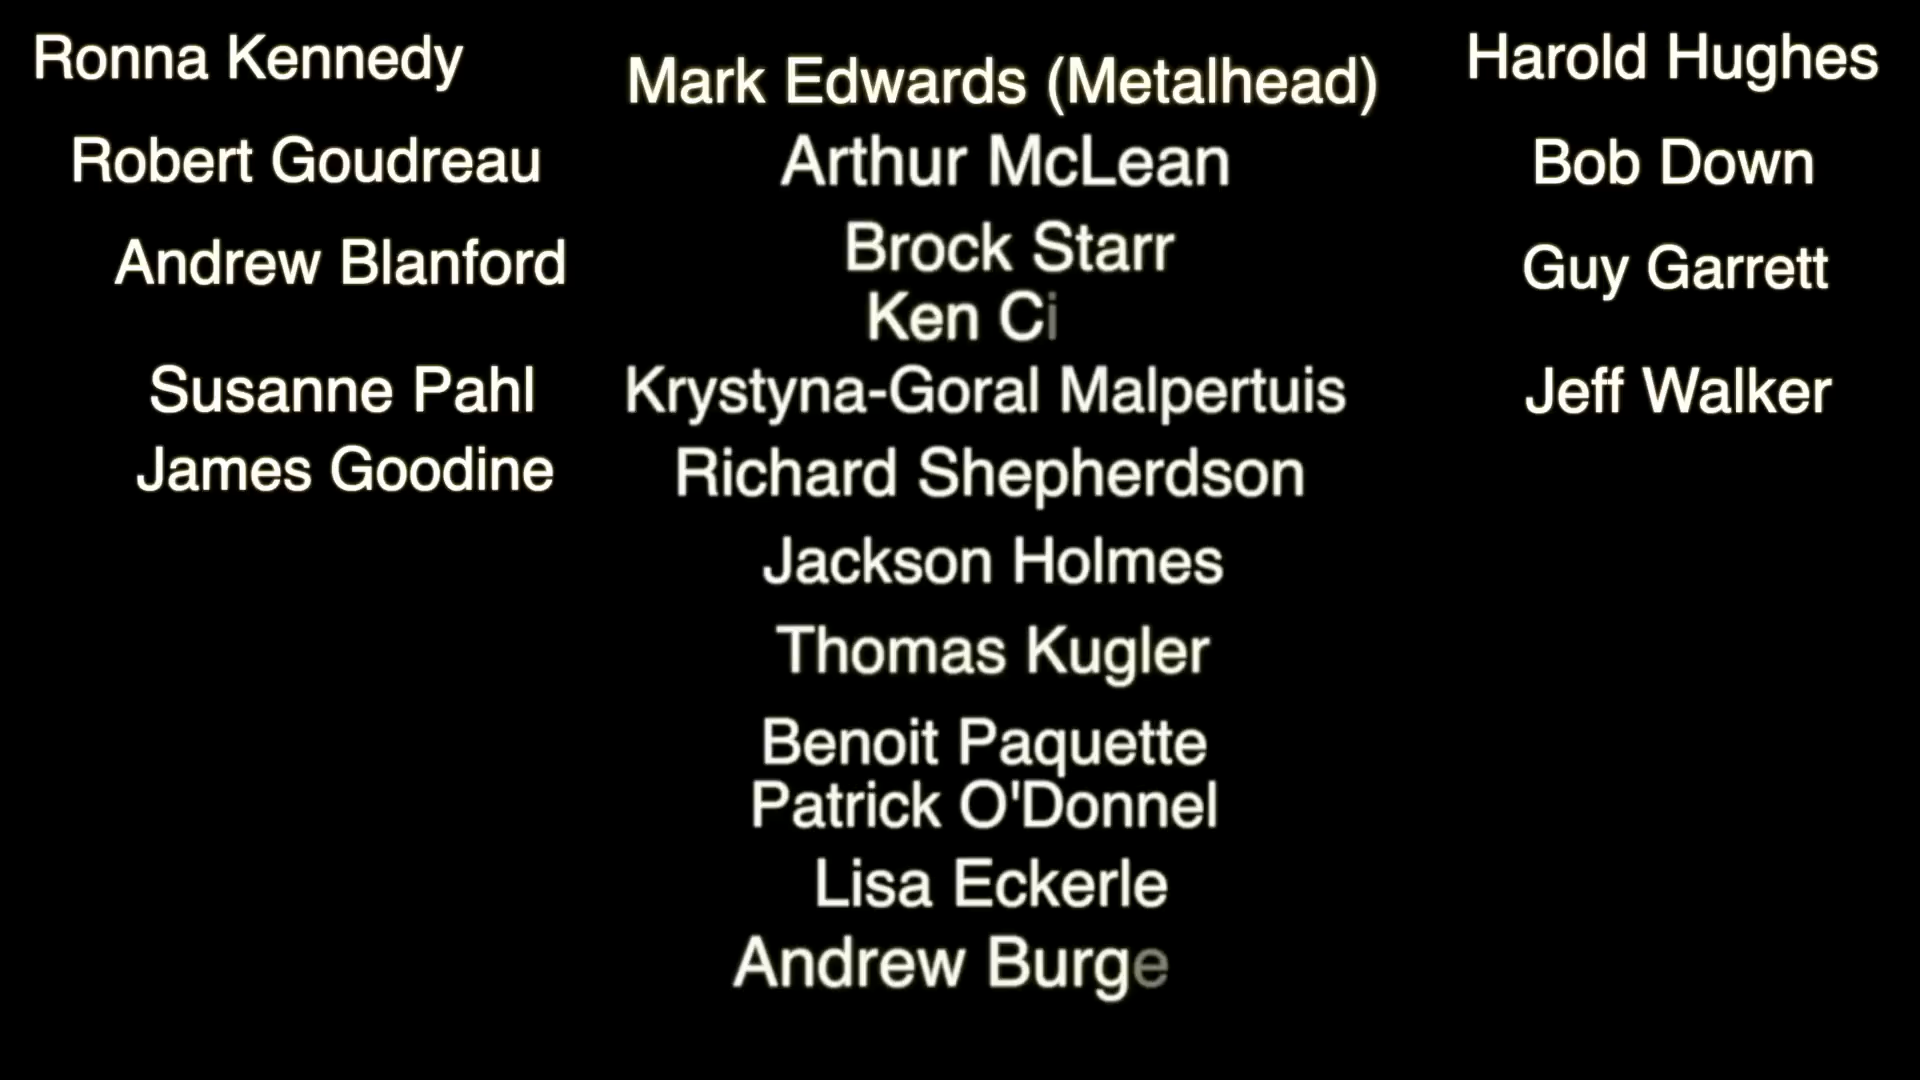 Ronna Kennedy
Robert Goudreau
Andrew Blanford
Susanne Pahl
James Goodine
Mark Edwards (Metalhead)
Arthur McLean
Brock Starr
Ken Ci
Krystyna-Goral Malpertuis
Richard Shepherdson
Jackson Holmes
Thomas Kugler
Benoit Paquette
Patrick O'Donnel
Lisa Eckerle
Andrew Burge
Harold Hughes
Bob Down
Guy Garrett
Jeff Walker